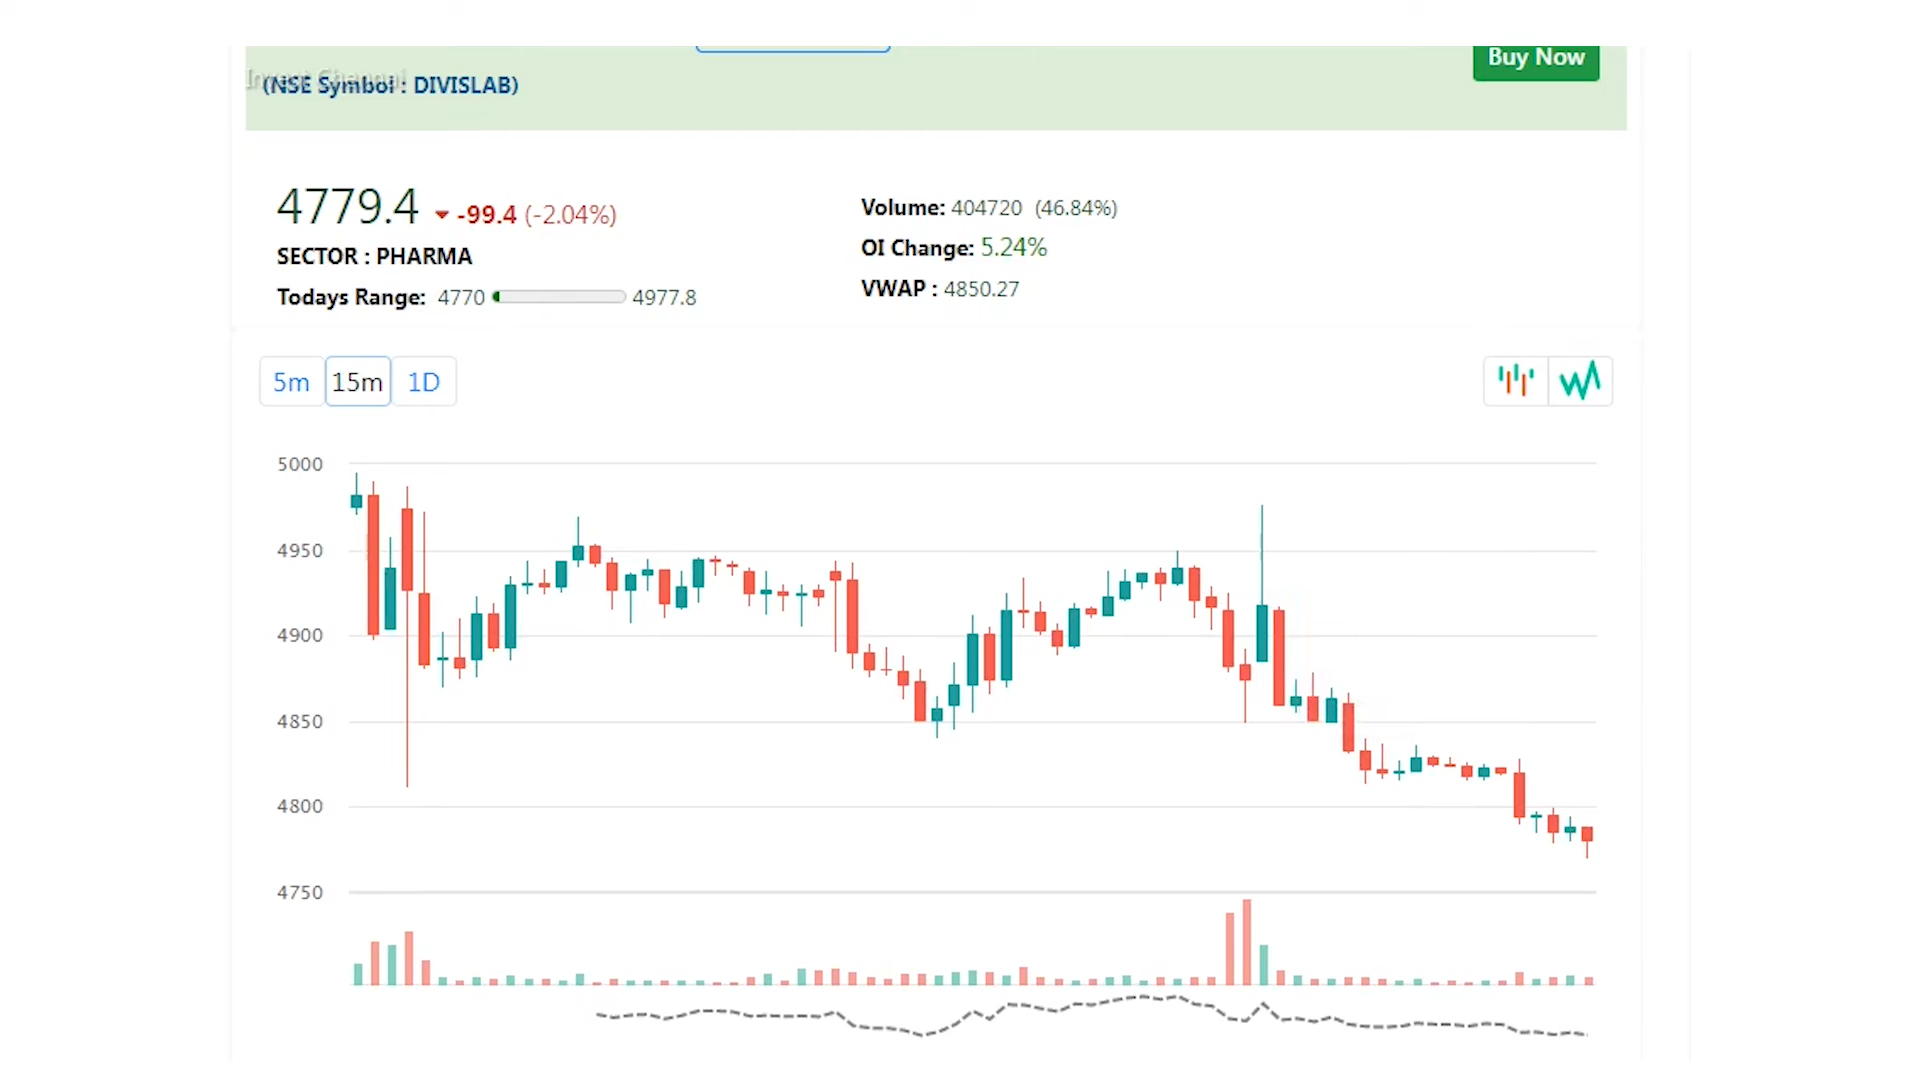 Buy Now
Invest Channel
(NSE Symbol : DIVISLAB)
4779.4 -99.4 (-2.04%)
SECTOR : PHARMA
Todays Range: 4770 4977.8
Volume: 404720 (46.84%)
OI Change: 5.24%
VWAP : 4850.27
5m 15m 1D
5000
4950
4900
4850
4800
4750